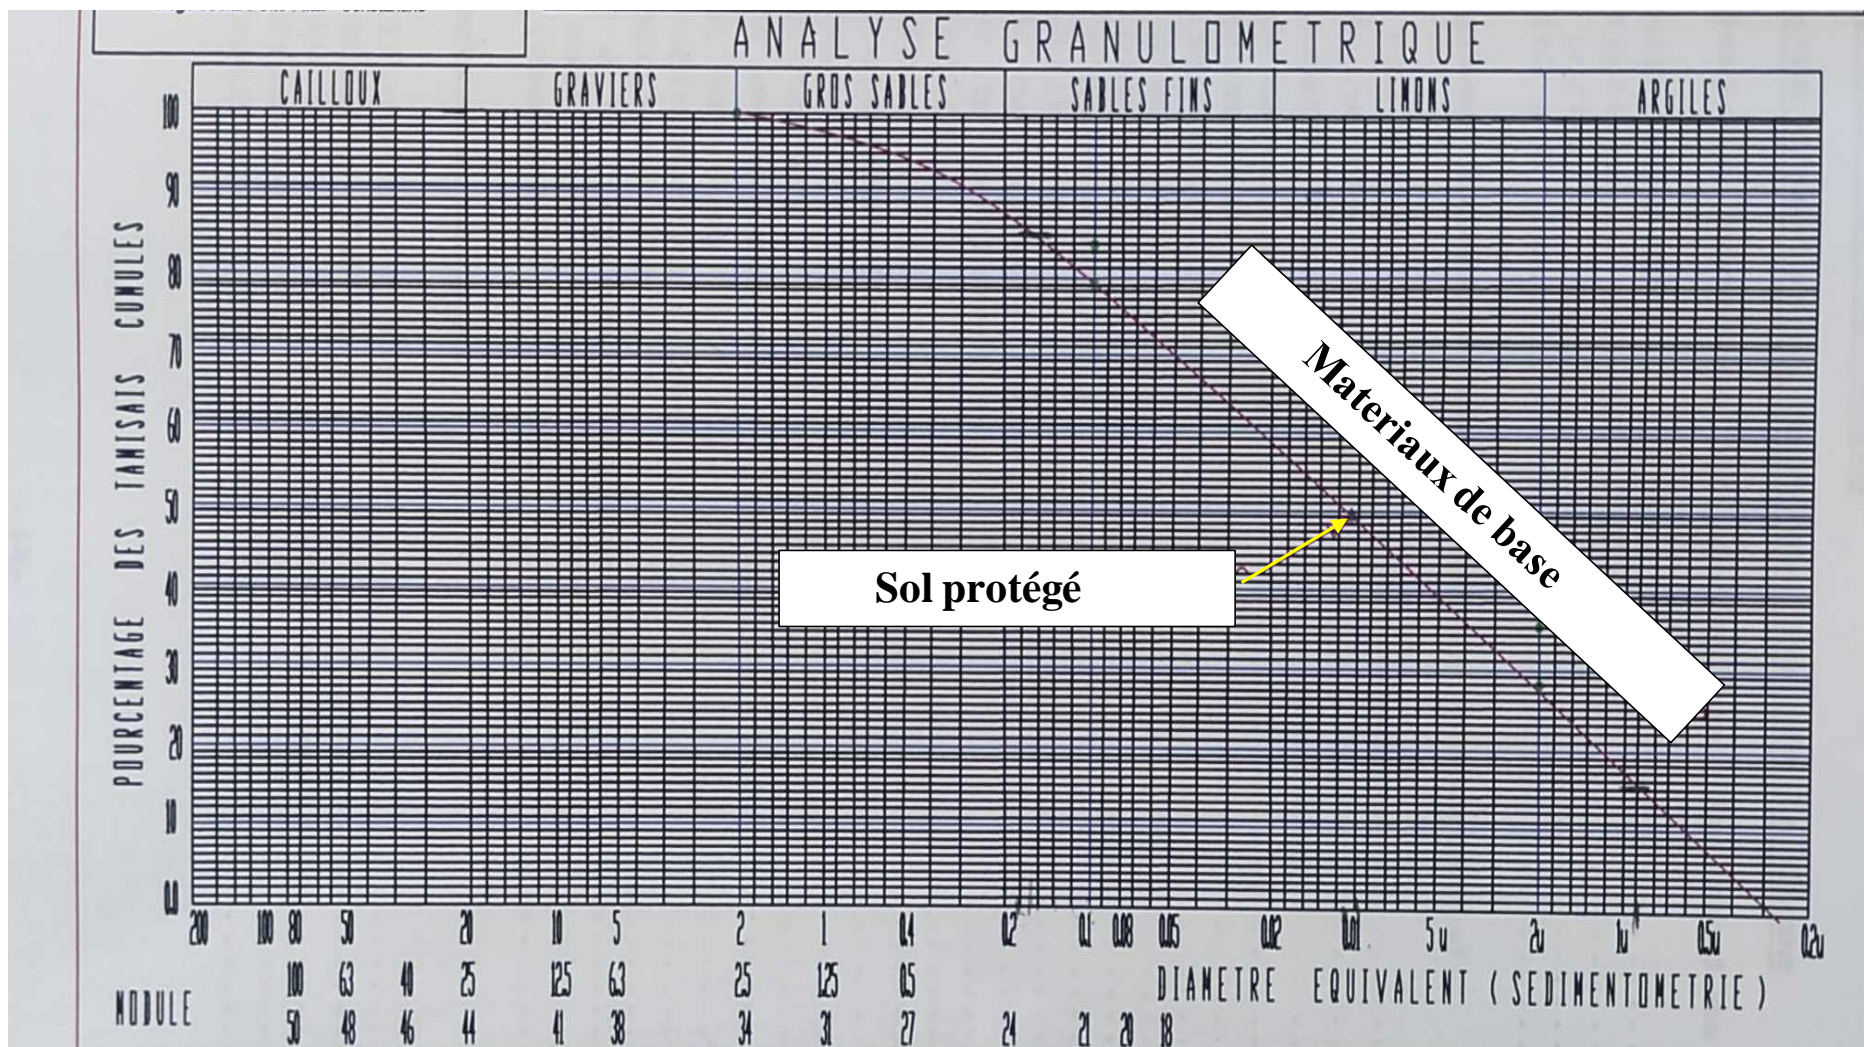 ANALYSE GRANULOMETRIQUE
CAILLOUX GRAVIERS GROS SABLES SABLES FINS LIMONS ARGILES
100
90
80
70
60
50
40
30
20
10
0.0
POURCENTAGE DES TAMISAIS CUMULES
Materiaux de base
Sol protégé
200 100 80 50 20 10 5 2 1 0.4 0.2 0.1 0.08 0.05 0.02 0.01 5u 2u 1u 0.5u 0.2u
100 63 40 25 12.5 6.3 2.5 1.25 0.5
DIAMETRE EQUIVALENT ( SEDIMENTOMETRIE )
MODULE
50 48 46 44 41 38 34 31 27 24 21 20 18